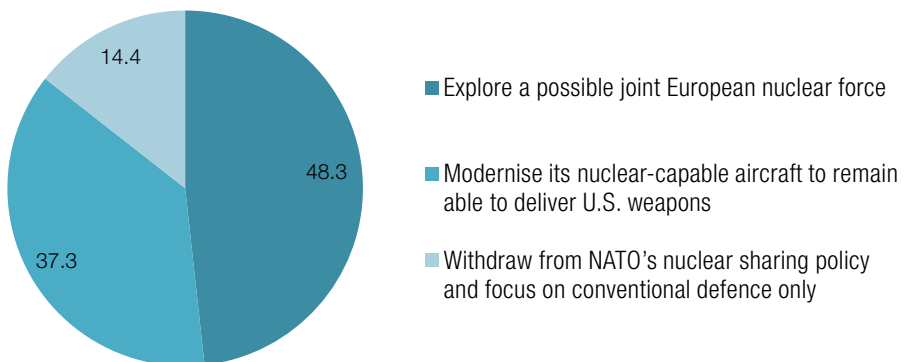 14.4
48.3
37.3
Explore a possible joint European nuclear force
Modernise its nuclear-capable aircraft to remain
able to deliver U.S. weapons
Withdraw from NATO’s nuclear sharing policy
and focus on conventional defence only